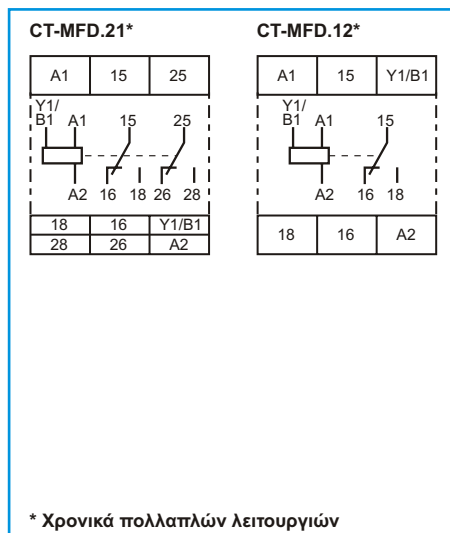 CT-MFD.21* CT-MFD.12*
A1 15 25 A1 15 Y1/B1
Y1/ Y1/
B1 A1 15 25 B1 A1 15
A2 16 18 26 28 A2 16 18
18 16 Y1/B1 18 16 A2
28 26 A2
* Χρονικά πολλαπλών λειτουργιών